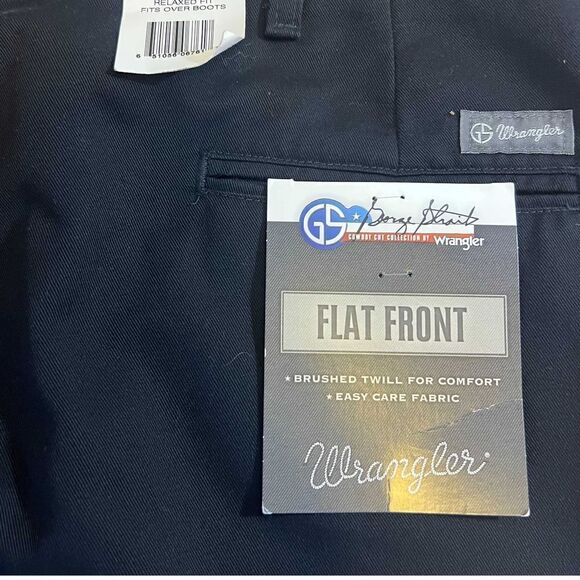 RELAXED FIT
FITS OVER BOOTS
GS Wrangler
GS George Strait
COWBOY CUT COLLECTION BY Wrangler
FLAT FRONT
★ BRUSHED TWILL FOR COMFORT
★ EASY CARE FABRIC
Wrangler